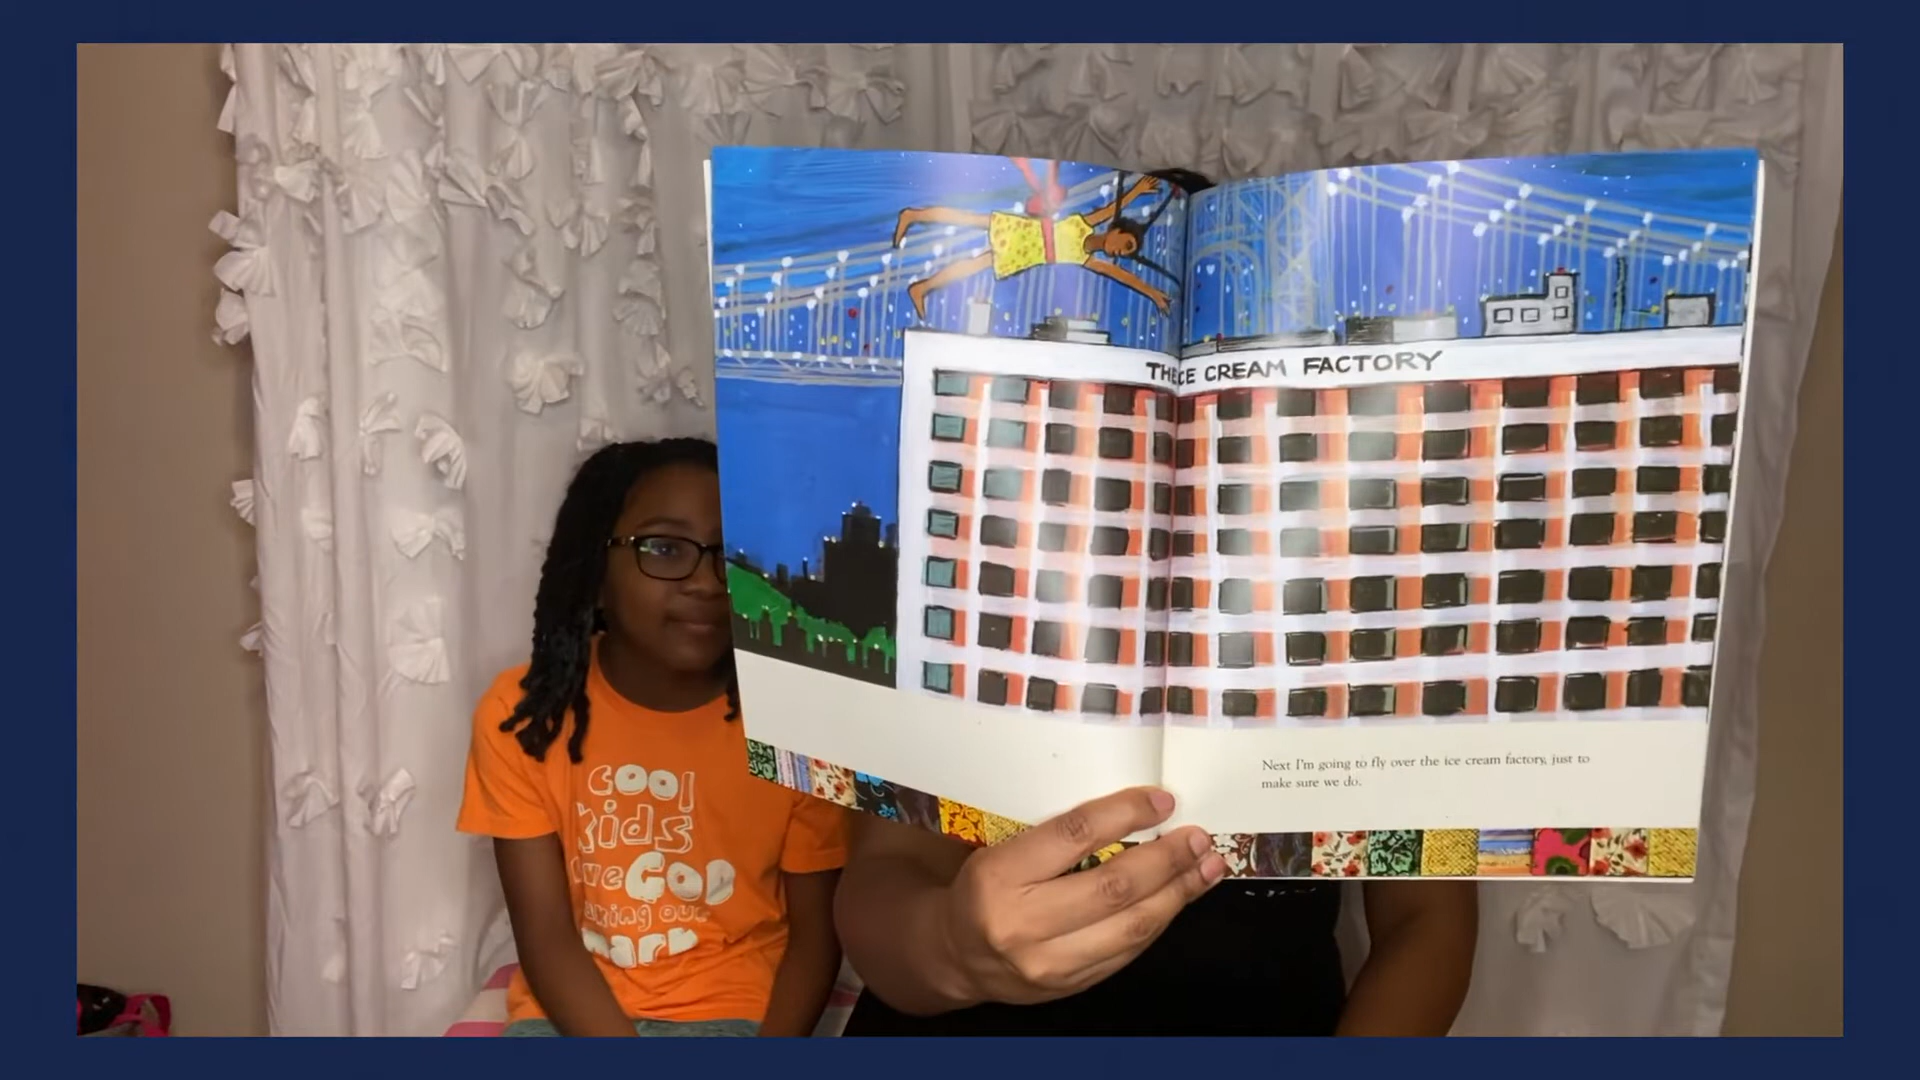 THE ICE CREAM FACTORY
Next I'm going to fly over the ice cream factory, just to
make sure we do.
cool
kids
GOD
our